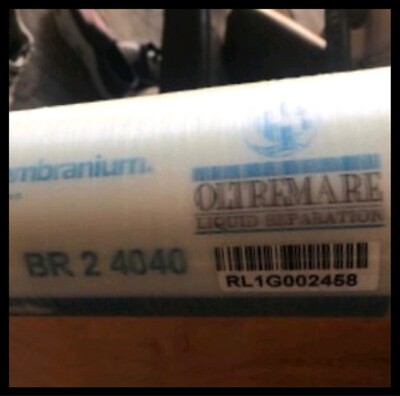 mbranium®
OLTREMARE
LIQUID SEPARATION
BR 2 4040
RL1G002458